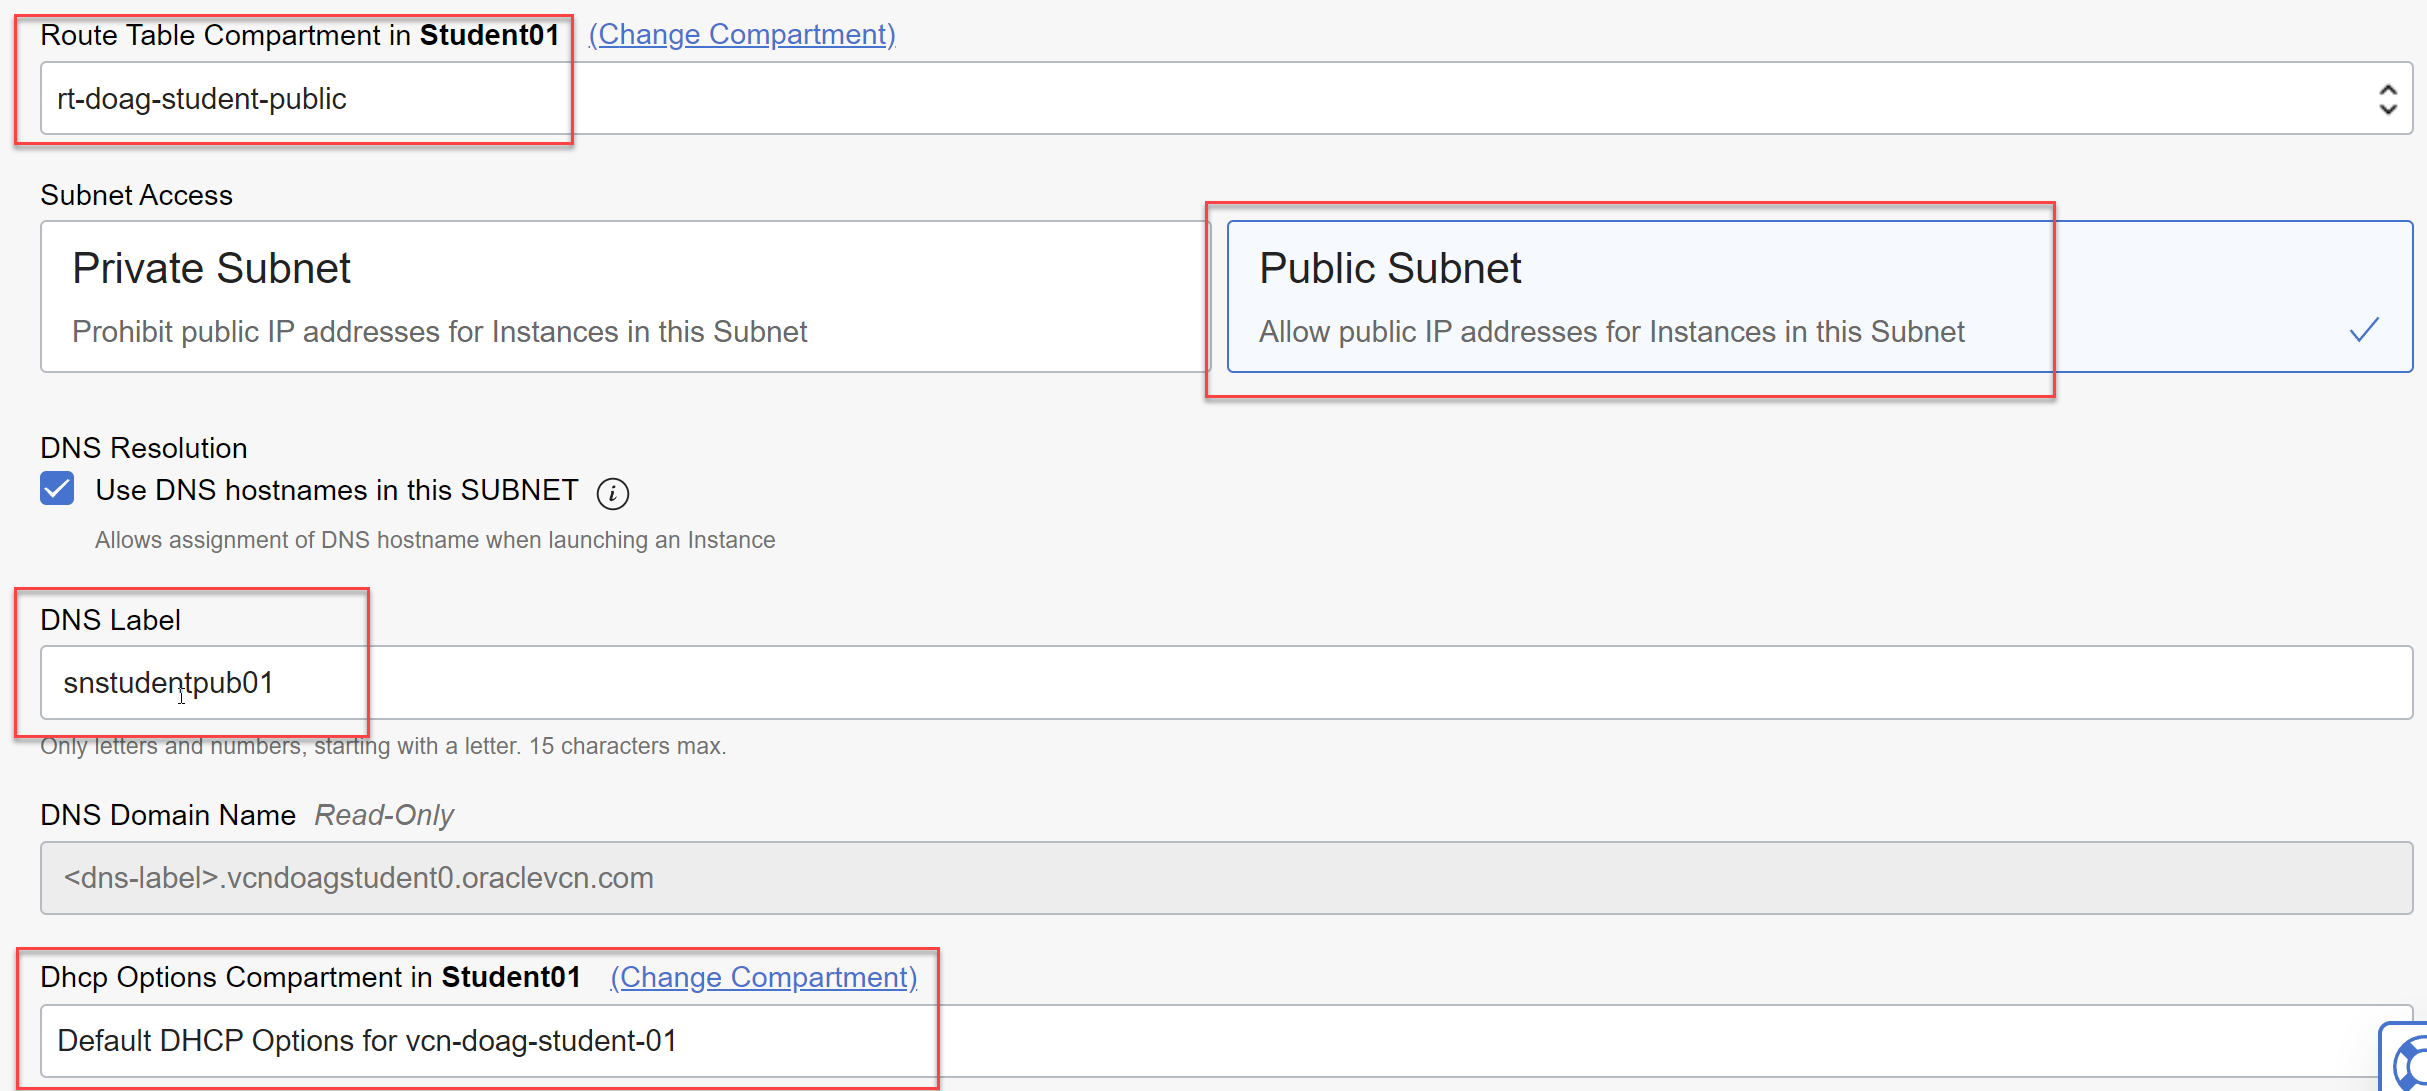 Route Table Compartment in Student01 (Change Compartment)
rt-doag-student-public
Subnet Access
Private Subnet
Prohibit public IP addresses for Instances in this Subnet
Public Subnet
Allow public IP addresses for Instances in this Subnet
DNS Resolution
Use DNS hostnames in this SUBNET i
Allows assignment of DNS hostname when launching an Instance
DNS Label
snstudentpub01
Only letters and numbers, starting with a letter. 15 characters max.
DNS Domain Name Read-Only
<dns-label>.vcndoagstudent0.oraclevcn.com
Dhcp Options Compartment in Student01 (Change Compartment)
Default DHCP Options for vcn-doag-student-01